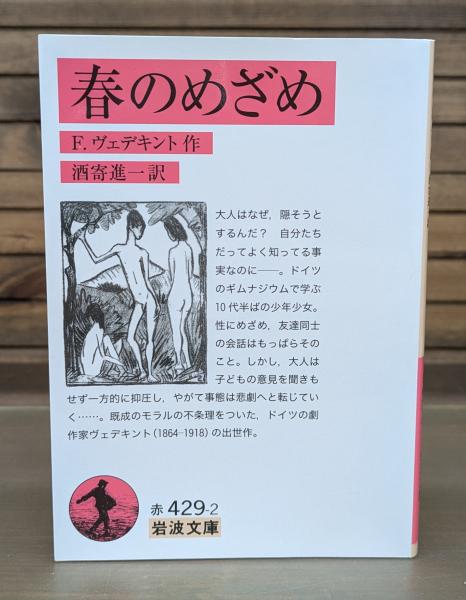 春のめざめ
F. ヴェデキント 作
酒寄進一 訳
大人はなぜ，隠そうと
するんだ？　自分たち
だってよく知ってる事
実なのに――。ドイツ
のギムナジウムで学ぶ
10代半ばの少年少女。
性にめざめ，友達同士
の会話はもっぱらその
こと。しかし，大人は
子どもの意見を聞きも
せず一方的に抑圧し，やがて事態は悲劇へと転じてい
く……。既成のモラルの不条理をついた，ドイツの劇
作家ヴェデキント(1864-1918)の出世作。
赤 429-2
岩波文庫